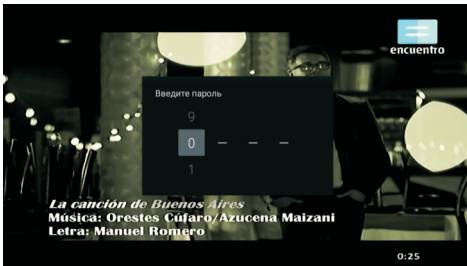 encuentro
Введите пароль
9
0 — — —
1
La canción de Buenos Aires
Música: Orestes Cúfaro/Azucena Maizani
Letra: Manuel Romero
0:25